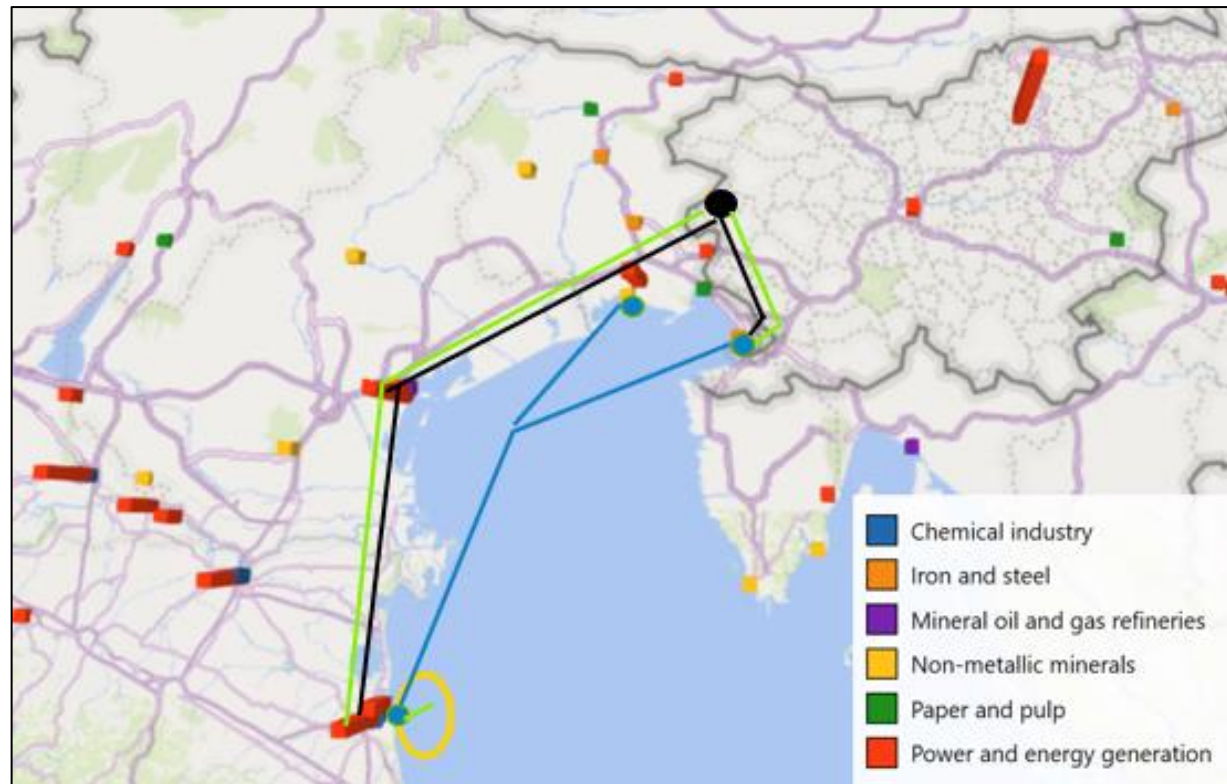 Chemical industry
Iron and steel
Mineral oil and gas refineries
Non-metallic minerals
Paper and pulp
Power and energy generation